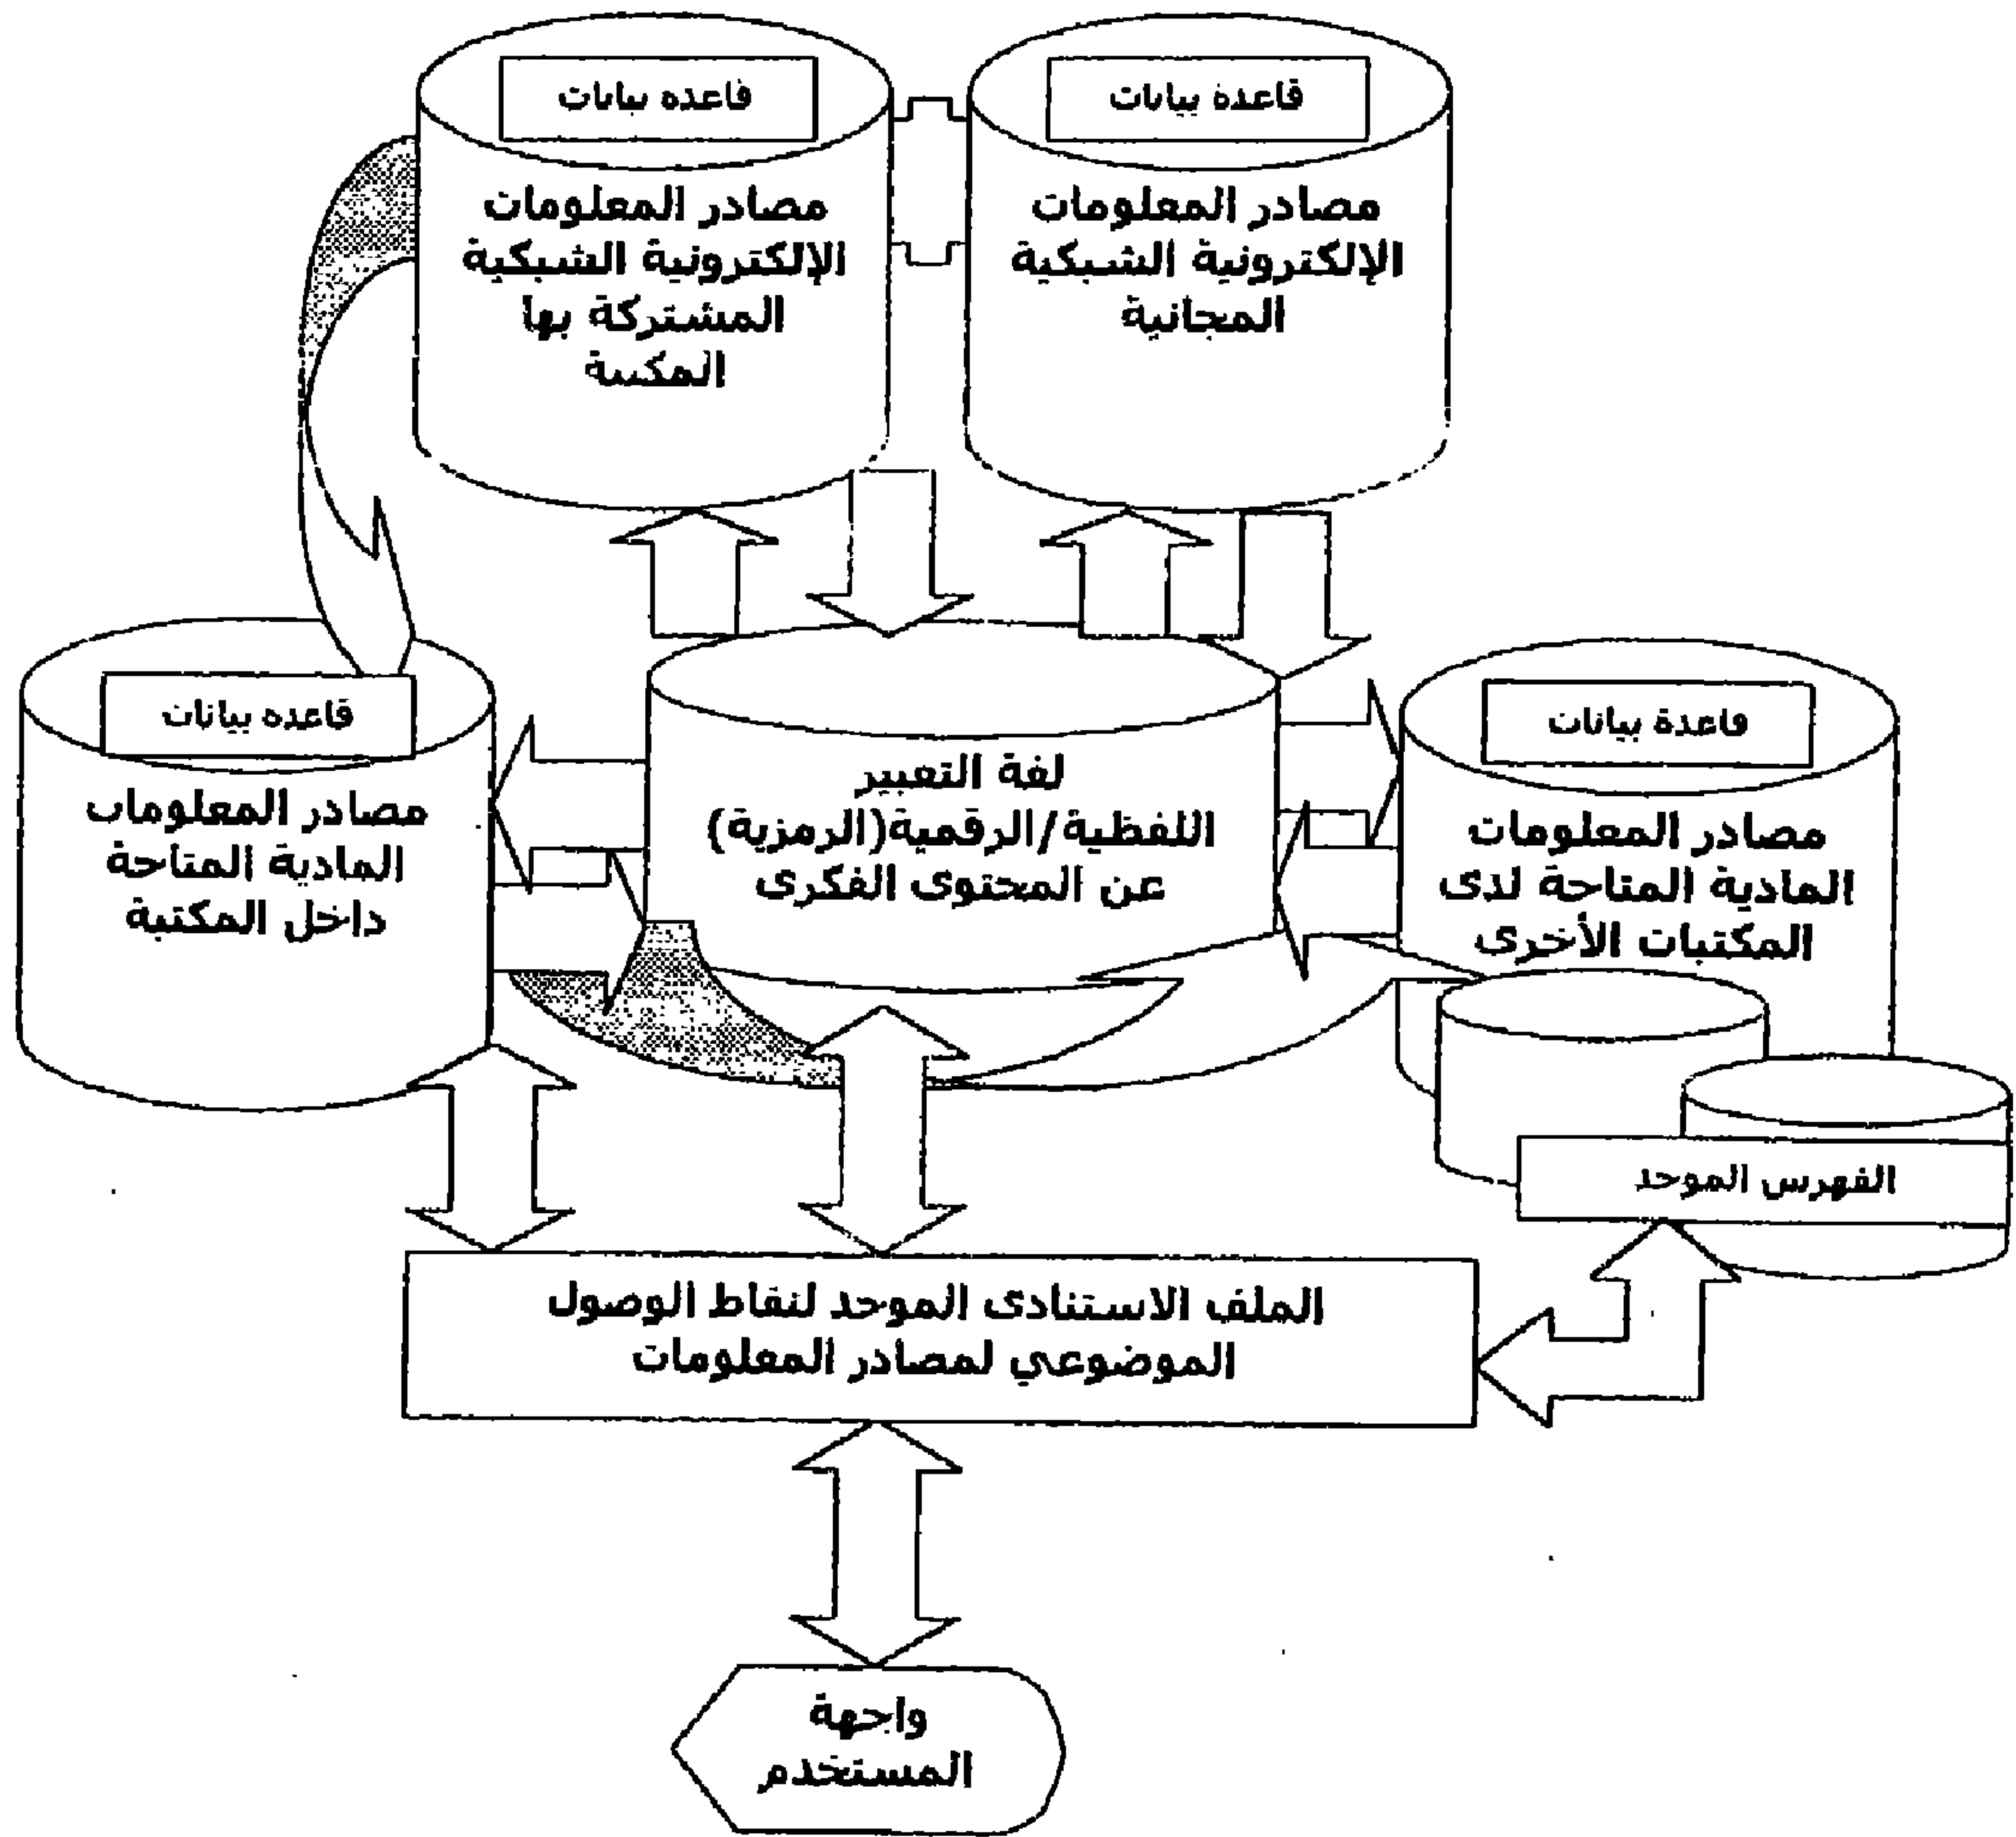 قاعدة بيانات
مصادر المعلومات
الإلكترونية الشبكية
المجانية
قاعده بيانات
مصادر المعلومات
الإلكترونية الشبكية
المشتركة بها
المكتبة
قاعدة بيانات
مصادر المعلومات
المادية المتاحة لدى
المكتبات الأخرى
لغة التعبير
اللفظية/الرقمية(الرمزية)
عن المحتوى الفكرى
قاعده بيانات
مصادر المعلومات
المادية المتاحة
داخل المكتبة
الفهرس الموحد
الملف الاستنادى الموحد لنقاط الوصول
الموضوعي لمصادر المعلومات
واجهة
المستخدم